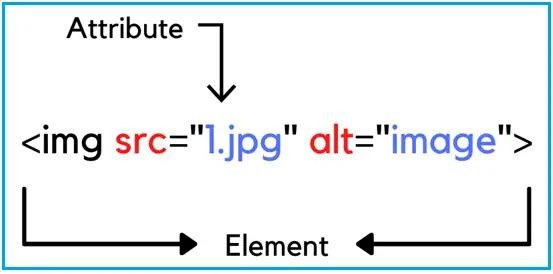 Attribute
<img src="1.jpg" alt="image">
Element